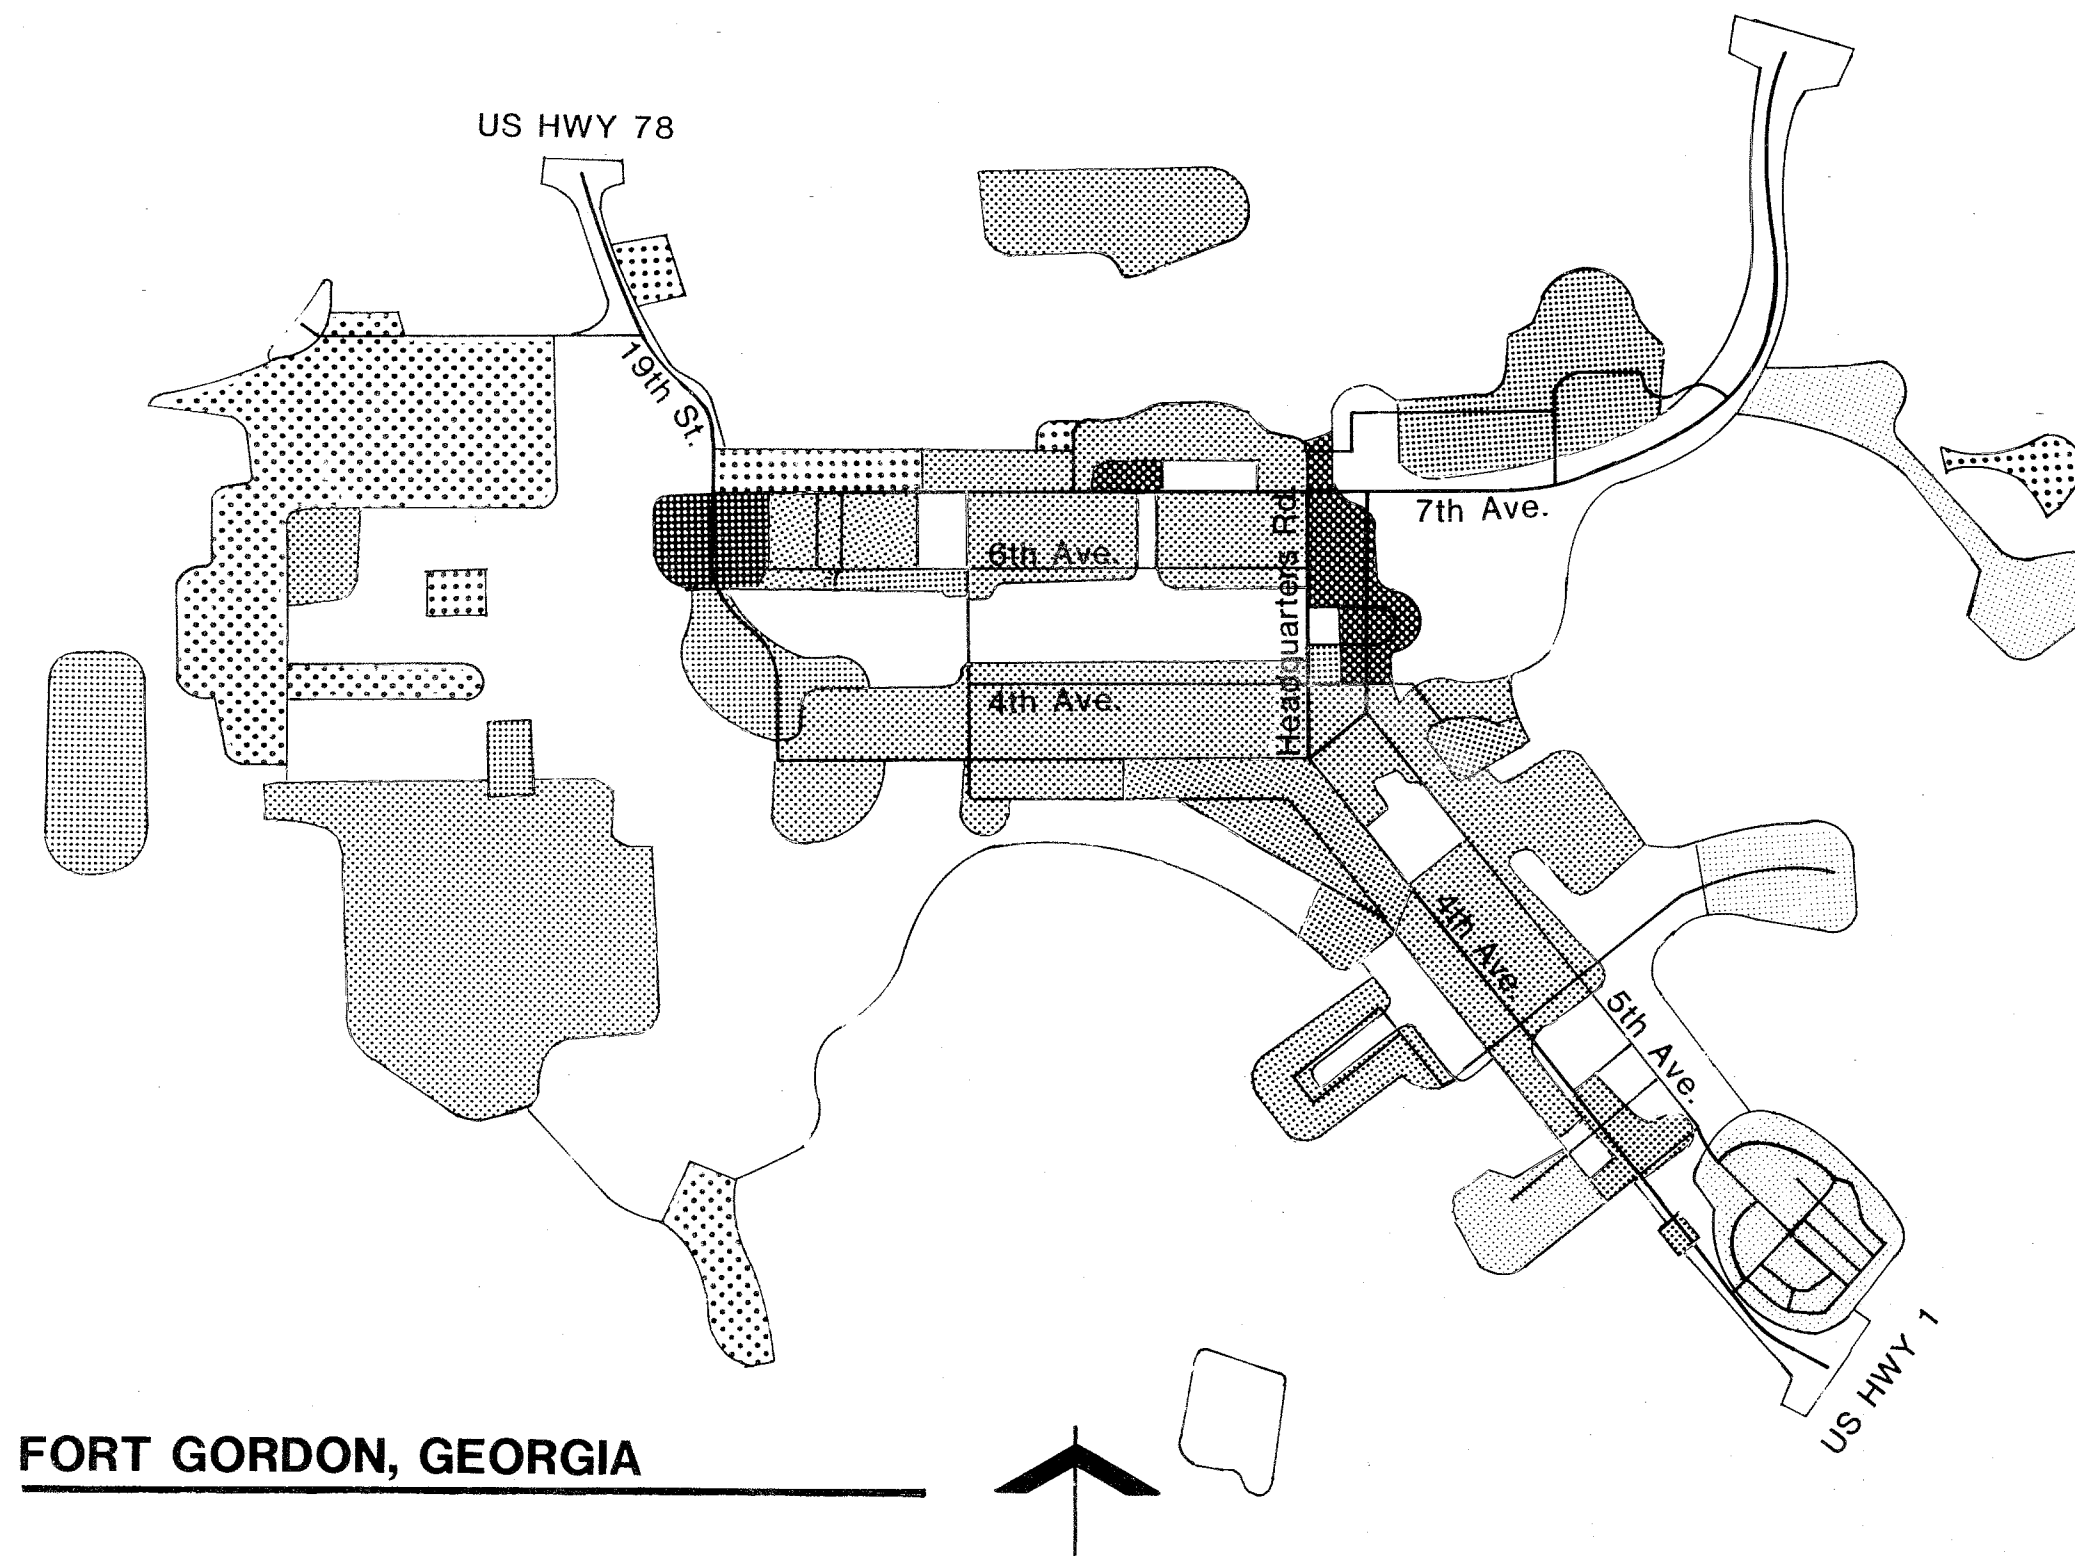 US HWY 78
19th St.
7th Ave.
6th Ave.
Headquarters Rd.
4th Ave.
4th Ave.
5th Ave.
US HWY 1
FORT GORDON, GEORGIA